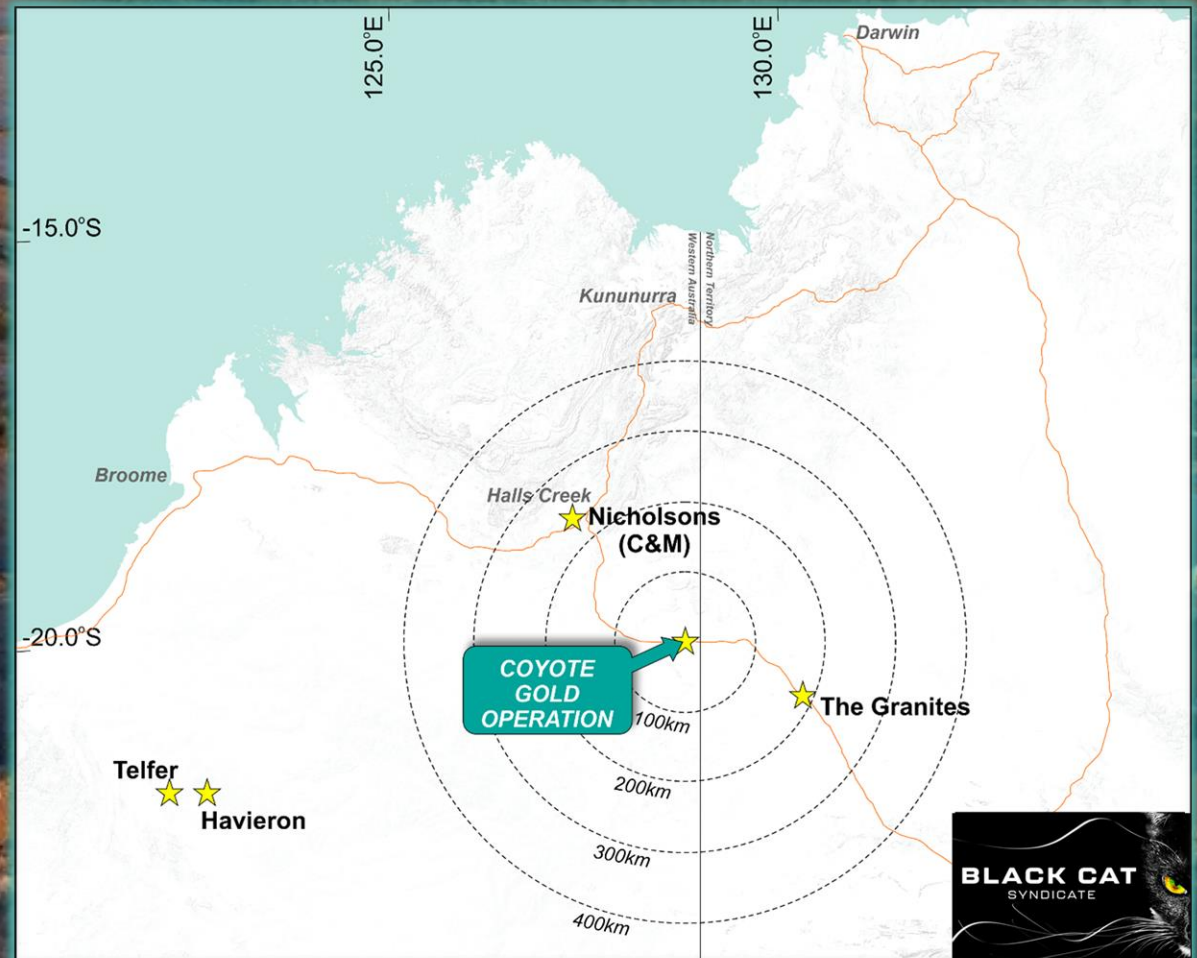 125.0°E
130.0°E
Darwin
-15.0°S
Western Australia
Northern Territory
Kununurra
Broome
Halls Creek
Nicholsons
(C&M)
-20.0°S
COYOTE
GOLD
OPERATION
100km
The Granites
200km
Telfer
Havieron
300km
400km
BLACK CAT
SYNDICATE